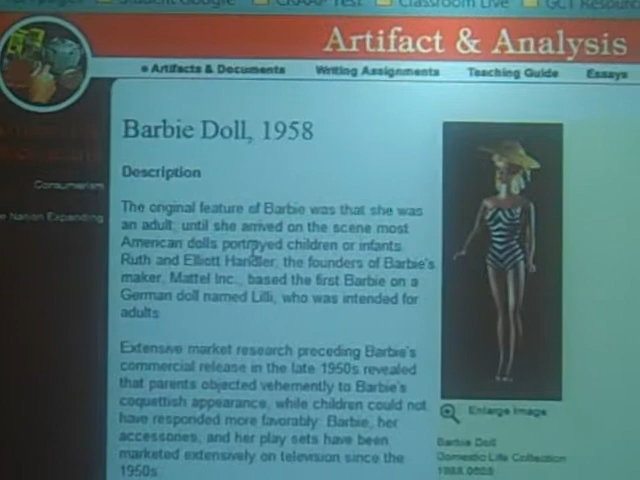 Classroom Live
Artifact & Analysis
Artifacts & Documents Writing Assignments Teaching Guide Essays
Barbie Doll, 1958
Description
Consumerism
Nation Expanding
The original feature of Barbie was that she was
an adult; until she arrived on the scene most
American dolls portrayed children or infants.
Ruth and Elliott Handler, the founders of Barbie's
maker, Mattel Inc., based the first Barbie on a
German doll named Lilli, who was intended for
adults.
Extensive market research preceding Barbie's
commercial release in the late 1950s revealed
that parents objected vehemently to Barbie's
coquettish appearance, while children could not
have responded more favorably. Barbie, her
accessories, and her play sets have been
marketed extensively on television since the
1950s.
Enlarge Image
Barbie Doll
Domestic Life Collection